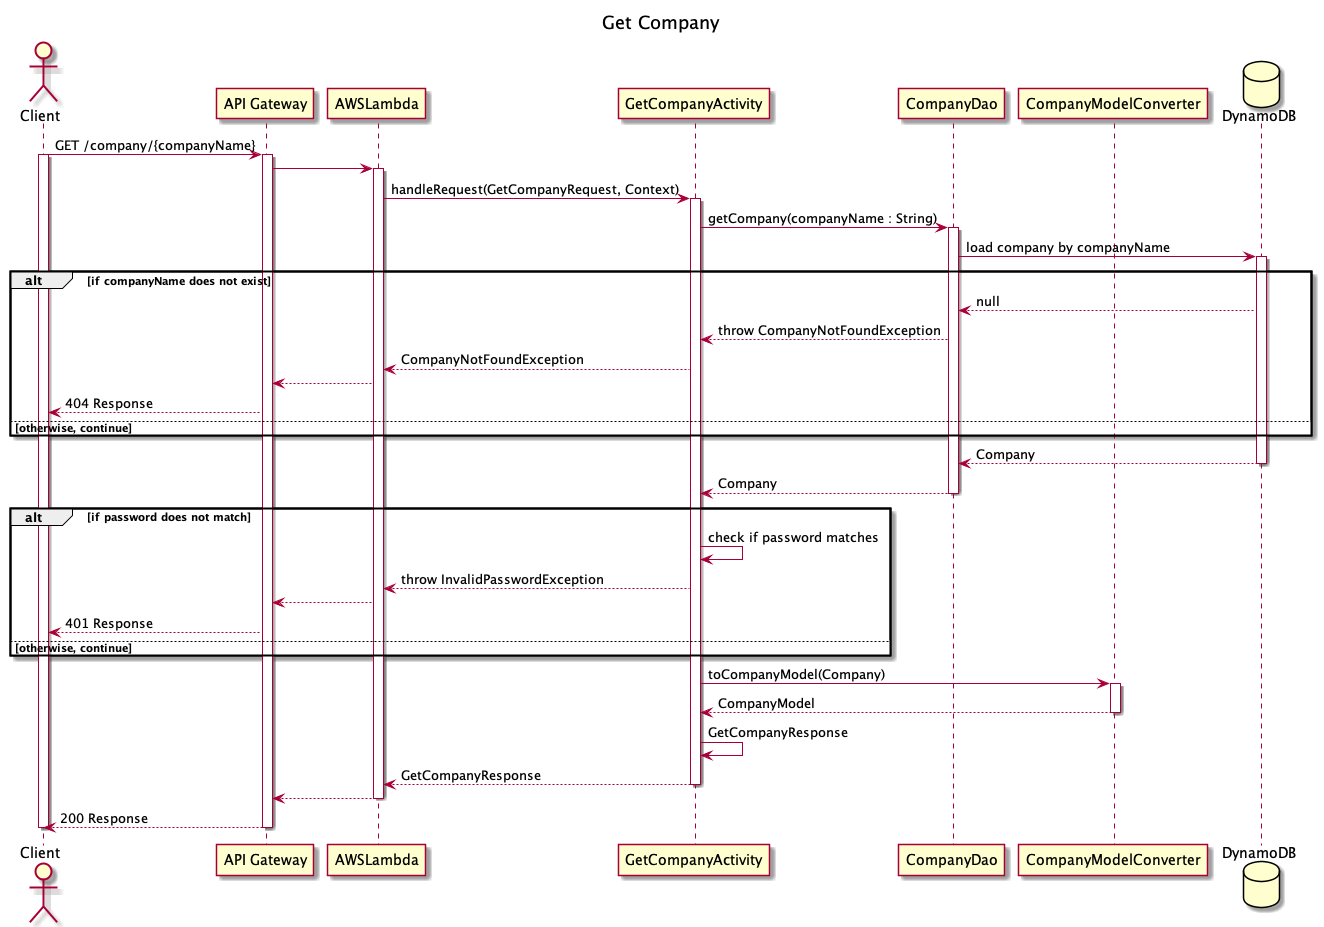 Get Company
Client
API Gateway
AWSLambda
GetCompanyActivity
CompanyDao
CompanyModelConverter
DynamoDB
GET /company/{companyName}
handleRequest(GetCompanyRequest, Context)
getCompany(companyName : String)
load company by companyName
alt
[if companyName does not exist]
null
throw CompanyNotFoundException
CompanyNotFoundException
404 Response
[otherwise, continue]
Company
Company
alt
[if password does not match]
check if password matches
throw InvalidPasswordException
401 Response
[otherwise, continue]
toCompanyModel(Company)
CompanyModel
GetCompanyResponse
GetCompanyResponse
200 Response
Client
API Gateway
AWSLambda
GetCompanyActivity
CompanyDao
CompanyModelConverter
DynamoDB